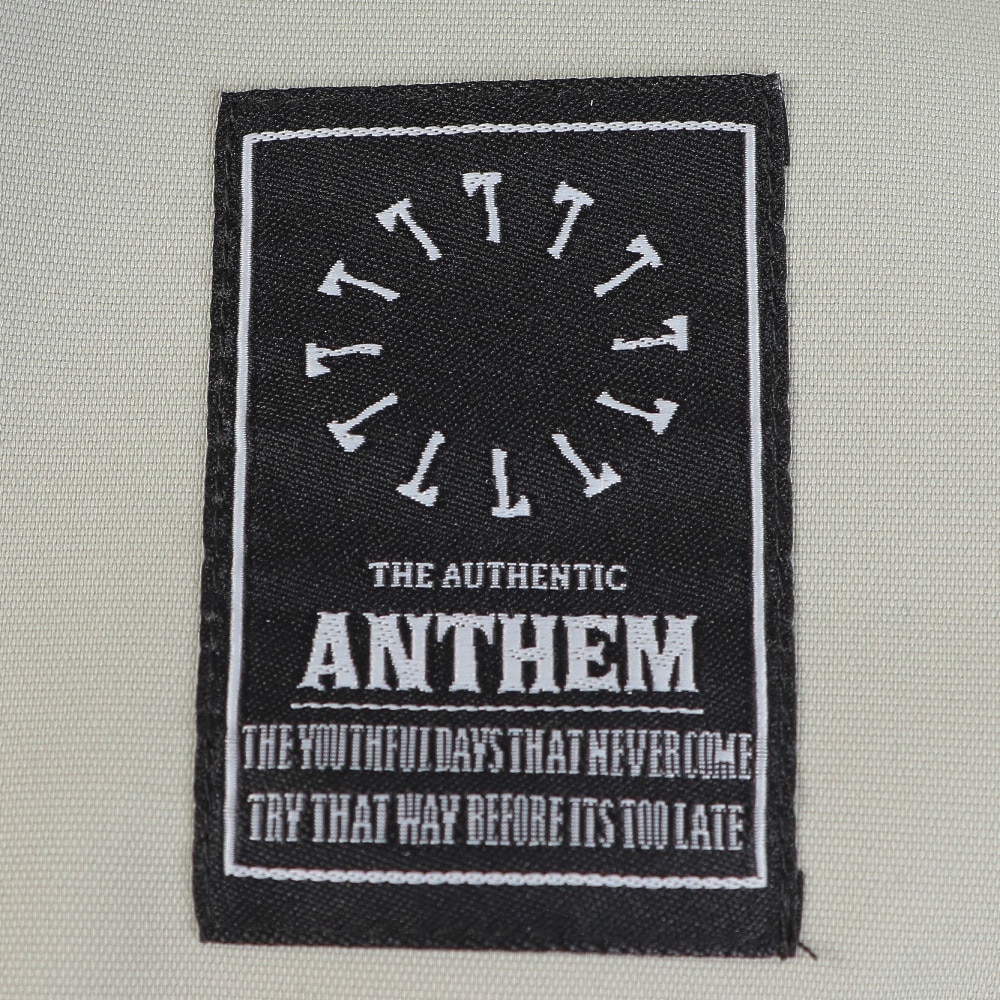 THE AUTHENTIC
ANTHEM
THE YOUTHFUL DAYS THAT NEVER COME
TRY THAT WAY BEFORE ITS TOO LATE